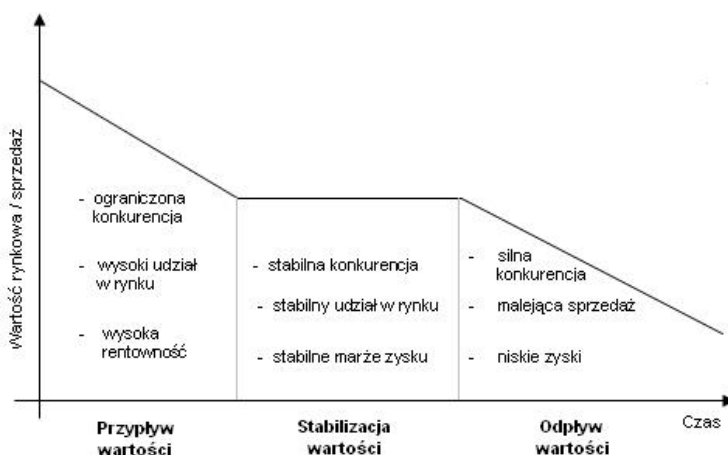 Wartość rynkowa / sprzedaż
- ograniczona
konkurencja
- wysoki udział
w rynku
- wysoka
rentowność
- stabilna konkurencja
- stabilny udział w rynku
- stabilne marże zysku
- silna
konkurencja
- malejąca sprzedaż
- niskie zyski
Przypływ
wartości
Stabilizacja
wartości
Odpływ
wartości
Czas